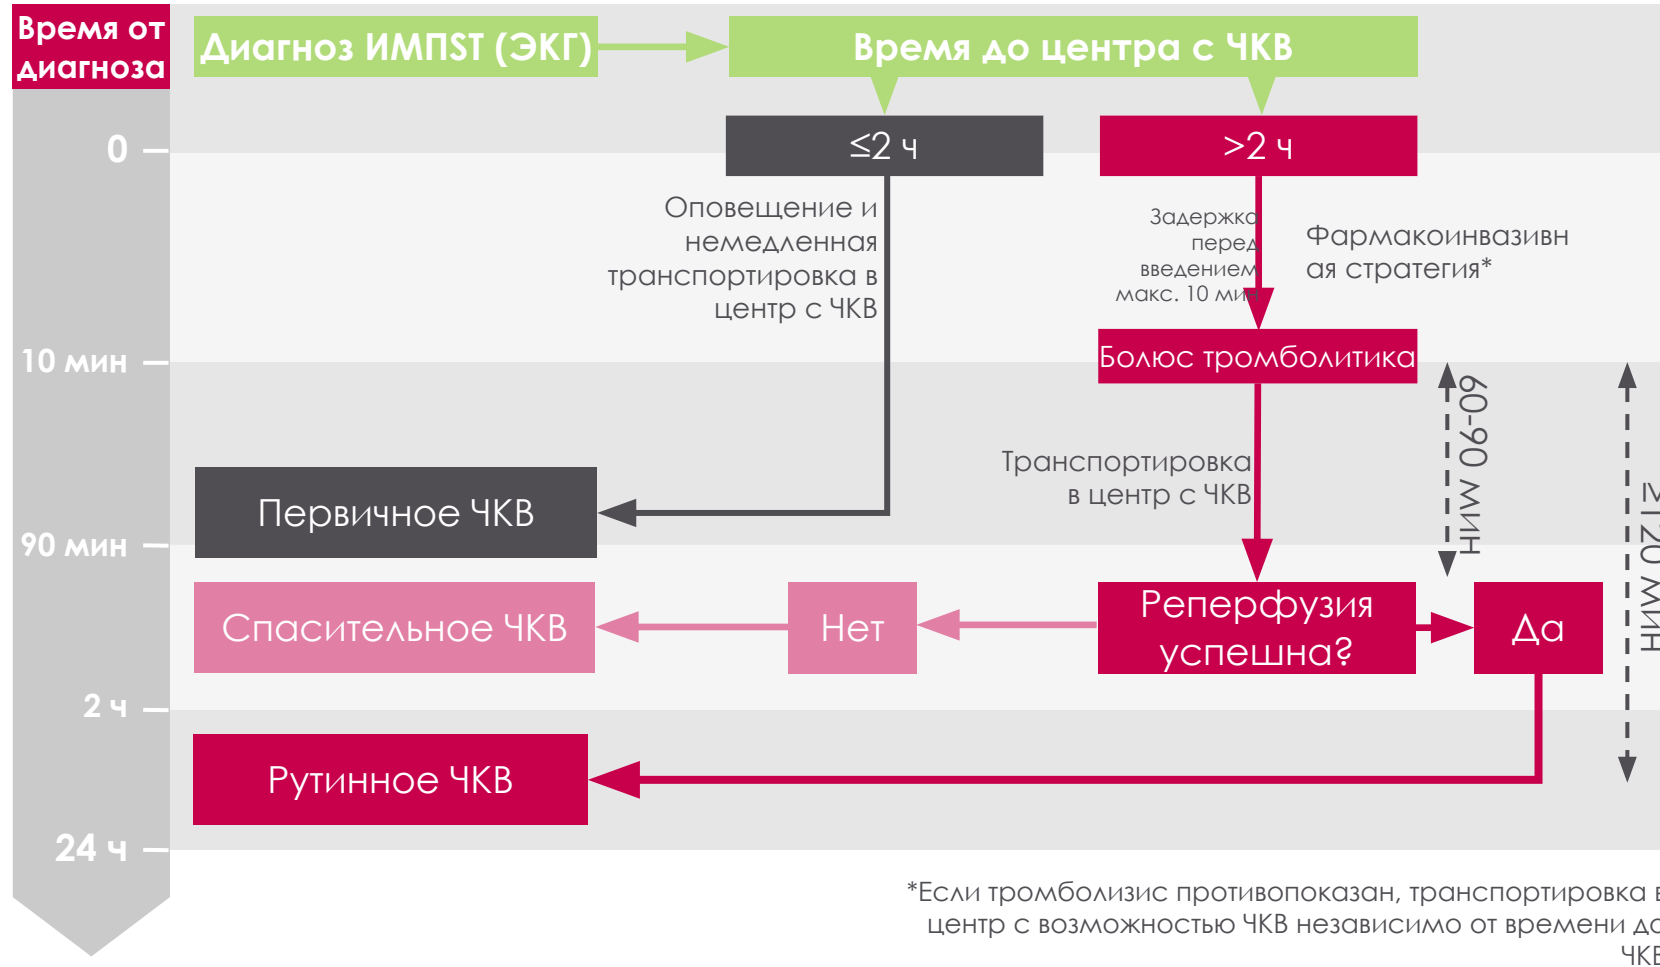 Время от
диагноза
Диагноз ИМПST (ЭКГ)
Время до центра с ЧКВ
0
≤2 ч
>2 ч
Оповещение и
немедленная
транспортировка в
центр с ЧКВ
Задержка
перед
введением
макс. 10 мин
Фармакоинвазивн
ая стратегия*
10 мин
Болюс тромболитика
60-90 мин
Транспортировка
в центр с ЧКВ
Первичное ЧКВ
90 мин
Спасительное ЧКВ
Нет
Реперфузия
успешна?
Да
120 мин
2 ч
Рутинное ЧКВ
24 ч
*Если тромболизис противопоказан, транспортировка в
центр с возможностью ЧКВ независимо от времени до
ЧКВ